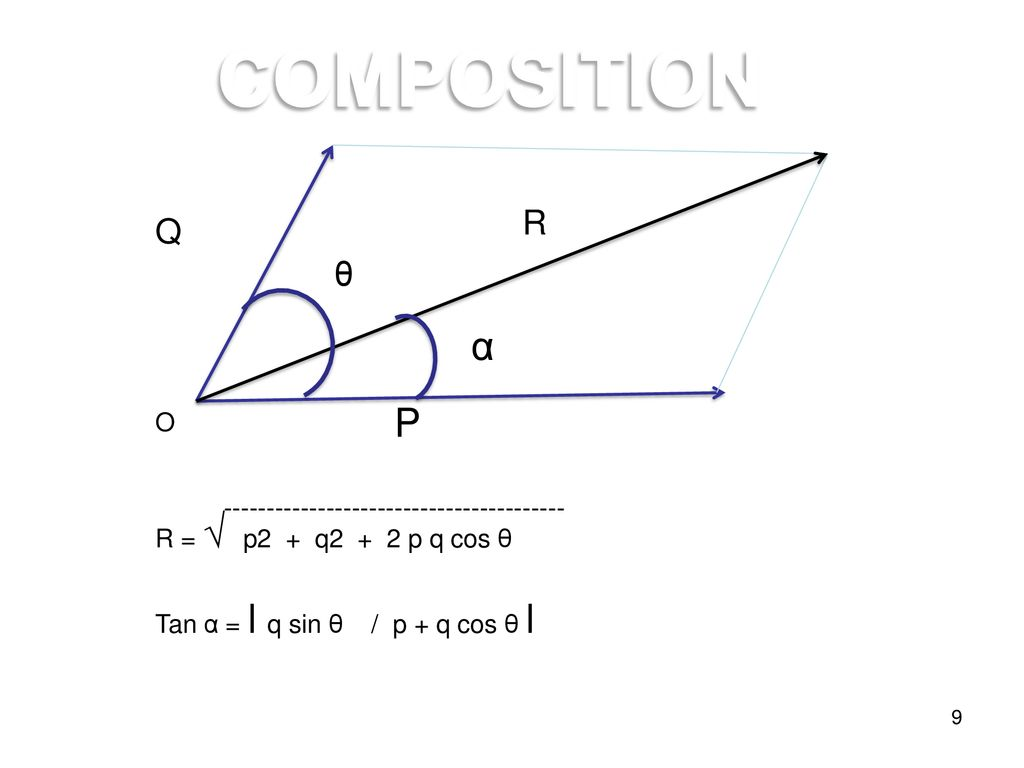 COMPOSITION
Q
R
θ
α
O
P
----------------------------------------
R = √ p2 + q2 + 2 p q cos θ
Tan α = | q sin θ / p + q cos θ |
9